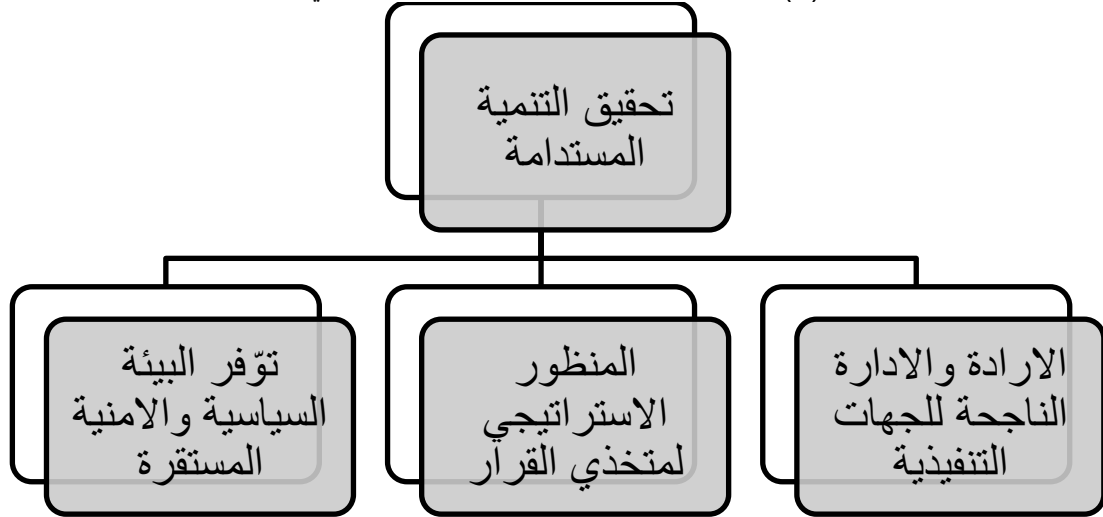 تحقيق التنمية
المستدامة
الارادة والادارة
الناجحة للجهات
التنفيذية
المنظور
الاستراتيجي
لمتخذي القرار
توّفر البيئة
السياسية والامنية
المستقرة